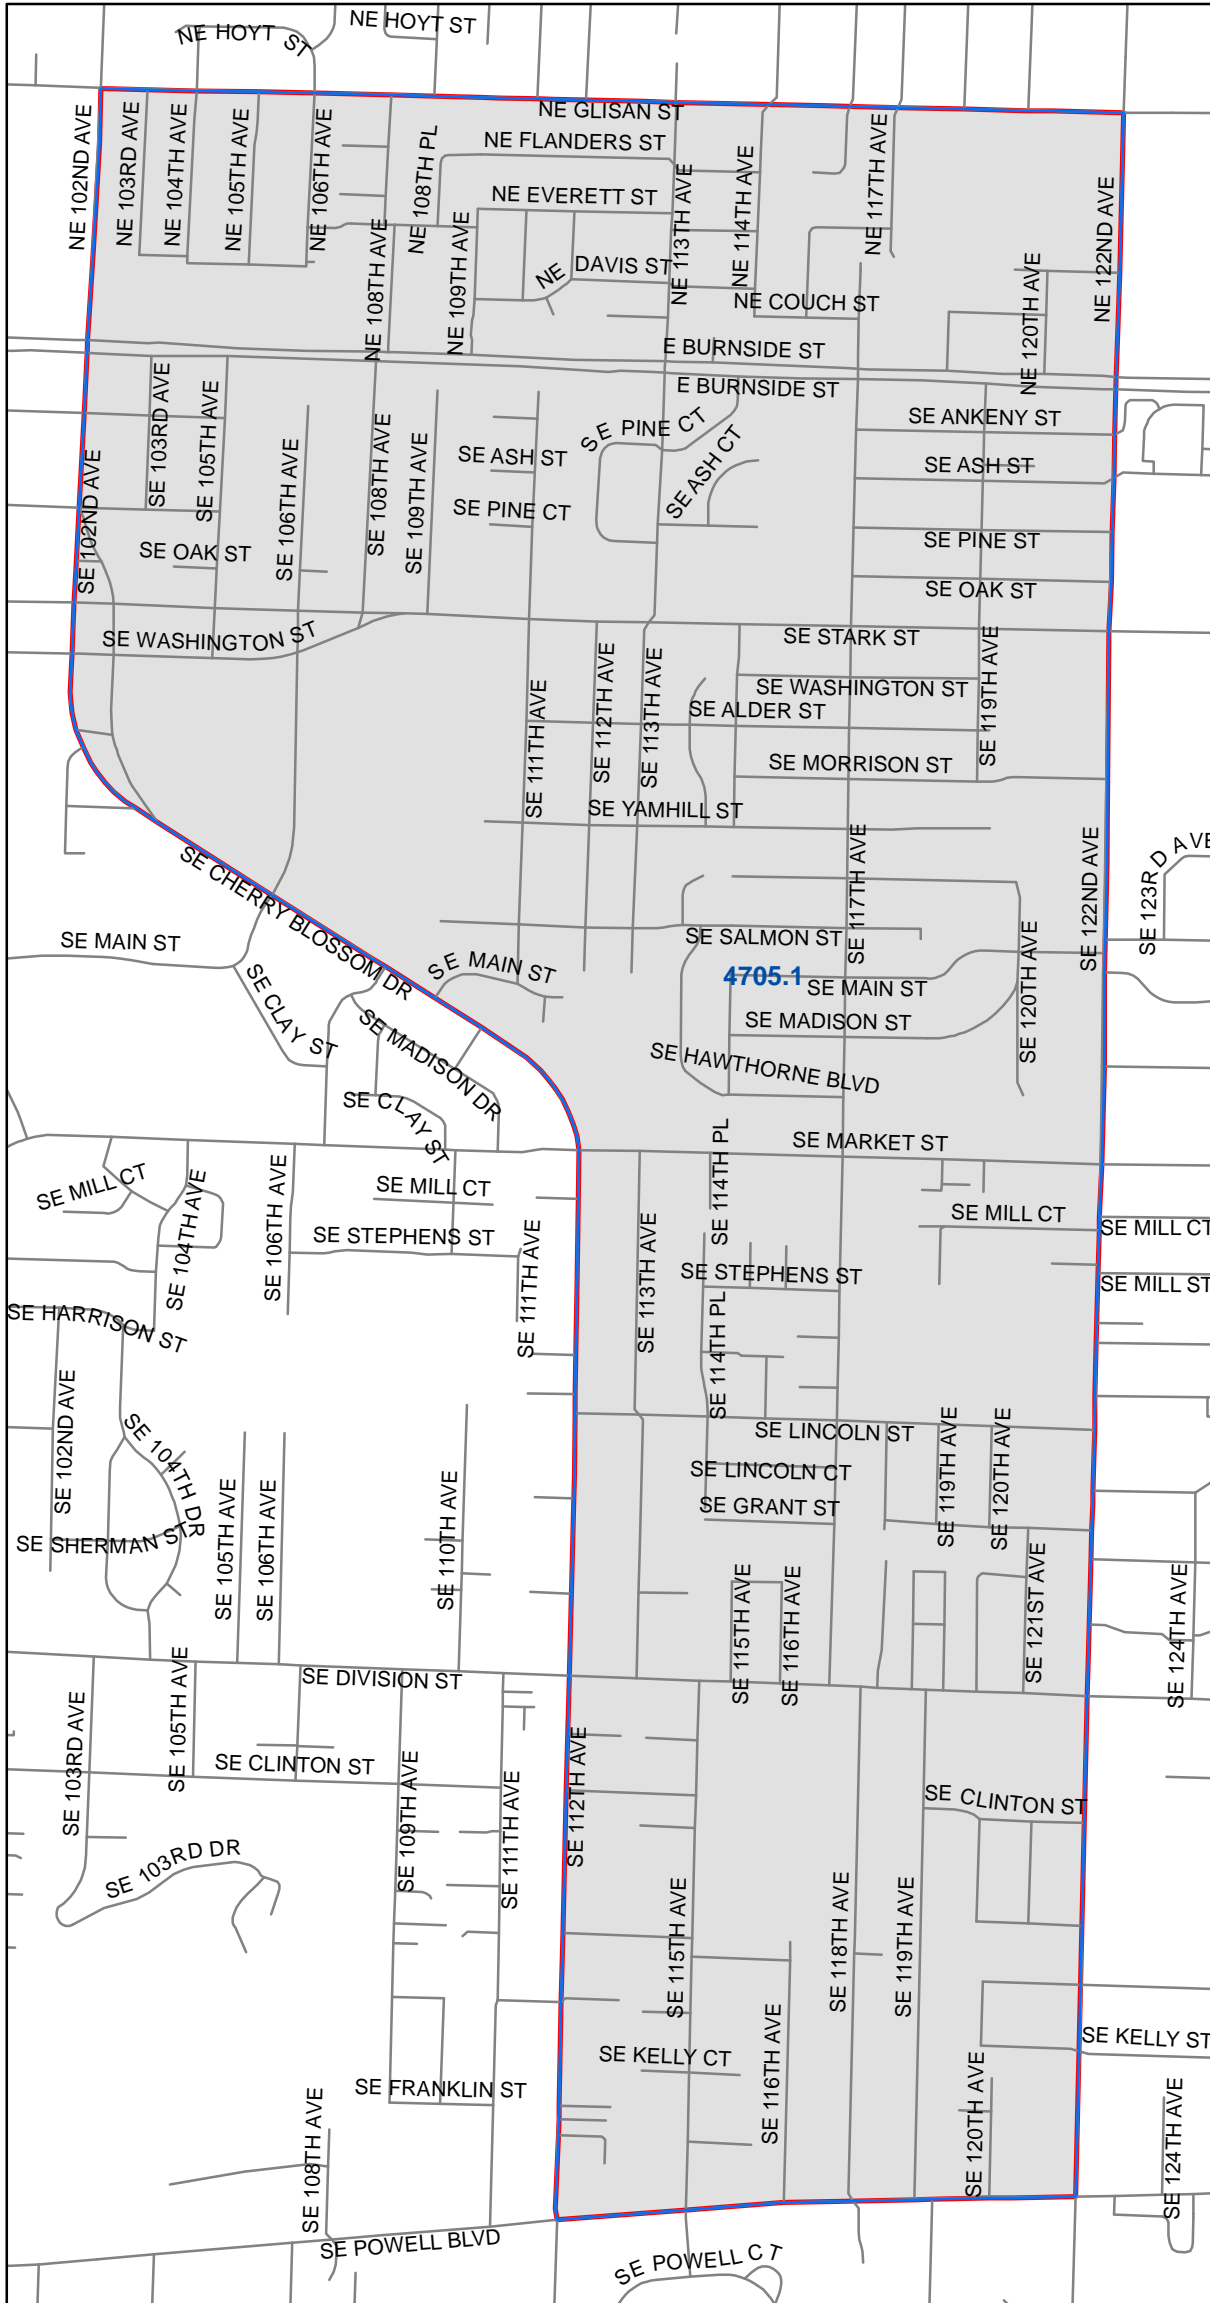 NE HOYT ST
NE HOYT ST
NE GLISAN ST
NE FLANDERS ST
NE 102ND AVE
NE 103RD AVE
NE 104TH AVE
NE 105TH AVE
NE 106TH AVE
NE 108TH PL
NE 113TH AVE
NE 114TH AVE
NE 117TH AVE
NE 122ND AVE
NE EVERETT ST
NE 108TH AVE
NE 109TH AVE
NE DAVIS ST
NE COUCH ST
NE 120TH AVE
E BURNSIDE ST
E BURNSIDE ST
SE 103RD AVE
SE 105TH AVE
SE 106TH AVE
SE 108TH AVE
SE 109TH AVE
SE PINE CT
SE ASH CT
SE ANKENY ST
SE ASH ST
SE ASH ST
SE 102ND AVE
SE PINE CT
SE PINE ST
SE OAK ST
SE OAK ST
SE WASHINGTON ST
SE STARK ST
SE 111TH AVE
SE 112TH AVE
SE 113TH AVE
SE 119TH AVE
SE WASHINGTON ST
SE ALDER ST
SE MORRISON ST
SE YAMHILL ST
SE 117TH AVE
SE 122ND AVE
SE 123RD AVE
SE CHERRY BLOSSOM DR
SE MAIN ST
SE MAIN ST
SE SALMON ST
4705.1
SE MAIN ST
SE 120TH AVE
SE CLAY ST
SE MADISON DR
SE MADISON ST
SE HAWTHORNE BLVD
SE CLAY ST
SE MARKET ST
SE 114TH PL
SE MILL CT
SE 104TH AVE
SE 106TH AVE
SE MILL CT
SE STEPHENS ST
SE 111TH AVE
SE 113TH AVE
SE MILL CT
SE MILL CT
SE STEPHENS ST
SE MILL ST
SE HARRISON ST
SE 114TH PL
SE 102ND AVE
SE 104TH DR
SE LINCOLN ST
SE 119TH AVE
SE 120TH AVE
SE LINCOLN CT
SE GRANT ST
SE SHERMAN ST
SE 105TH AVE
SE 106TH AVE
SE 110TH AVE
SE 115TH AVE
SE 116TH AVE
SE 121ST AVE
SE 124TH AVE
SE DIVISION ST
SE 103RD AVE
SE 105TH AVE
SE CLINTON ST
SE 109TH AVE
SE 111TH AVE
SE 112TH AVE
SE CLINTON ST
SE 103RD DR
SE 115TH AVE
SE 118TH AVE
SE 119TH AVE
SE 116TH AVE
SE KELLY ST
SE KELLY CT
SE FRANKLIN ST
SE 120TH AVE
SE 108TH AVE
SE 124TH AVE
SE POWELL BLVD
SE POWELL CT